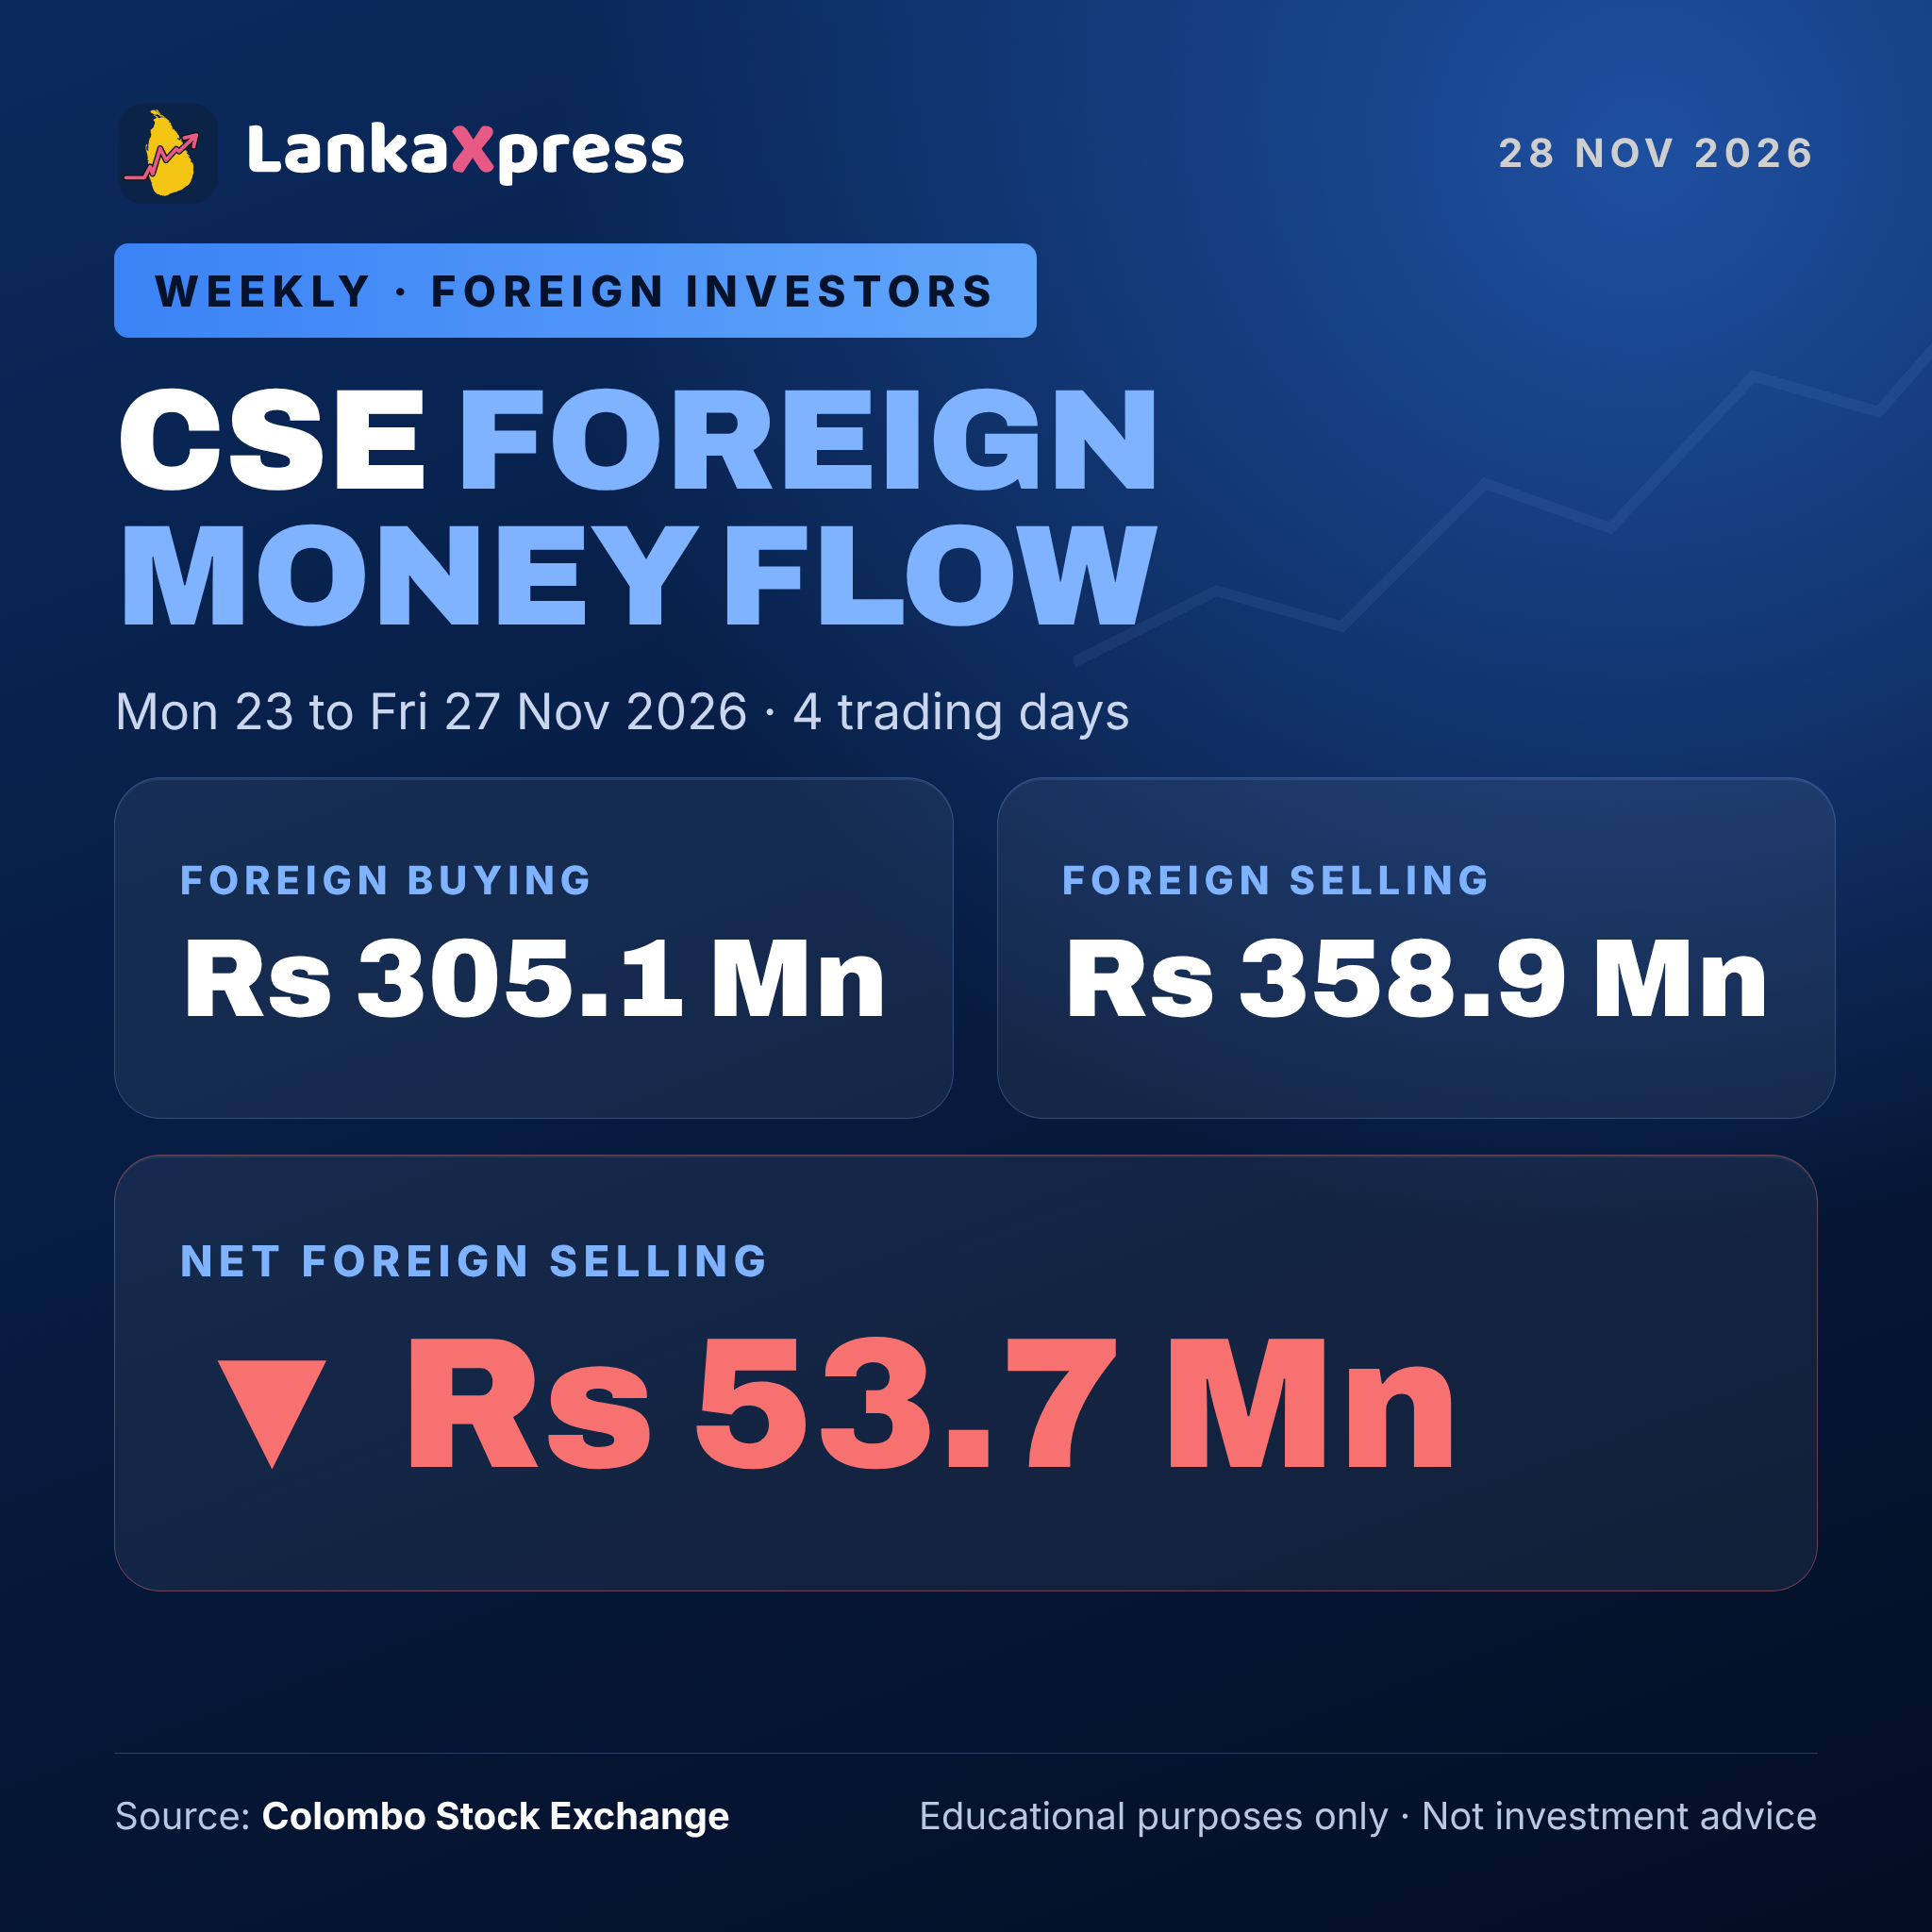 LankaXpress
28 NOV 2026
WEEKLY · FOREIGN INVESTORS
CSE FOREIGN
MONEY FLOW
Mon 23 to Fri 27 Nov 2026 · 4 trading days
FOREIGN BUYING
Rs 305.1 Mn
FOREIGN SELLING
Rs 358.9 Mn
NET FOREIGN SELLING
▼ Rs 53.7 Mn
Source: Colombo Stock Exchange
Educational purposes only · Not investment advice